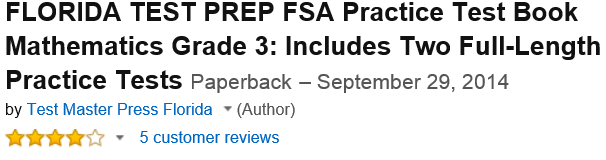 FLORIDA TEST PREP FSA Practice Test Book
Mathematics Grade 3: Includes Two Full-Length
Practice Tests Paperback – September 29, 2014
by Test Master Press Florida (Author)
5 customer reviews